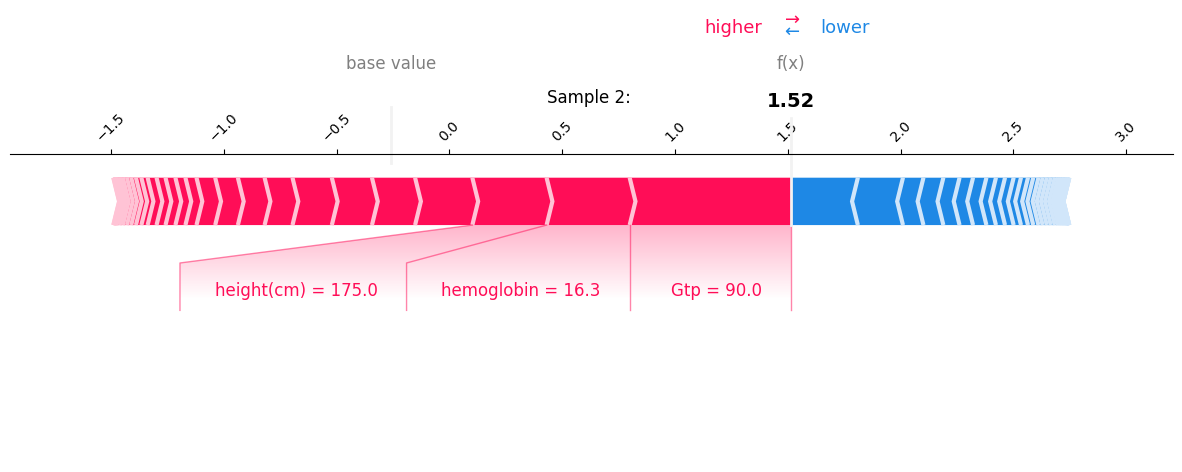 higher → ← lower
base value f(x)
Sample 2: 1.52
−1.5 −1.0 −0.5 0.0 0.5 1.0 1.5 2.0 2.5 3.0
height(cm) = 175.0 hemoglobin = 16.3 Gtp = 90.0